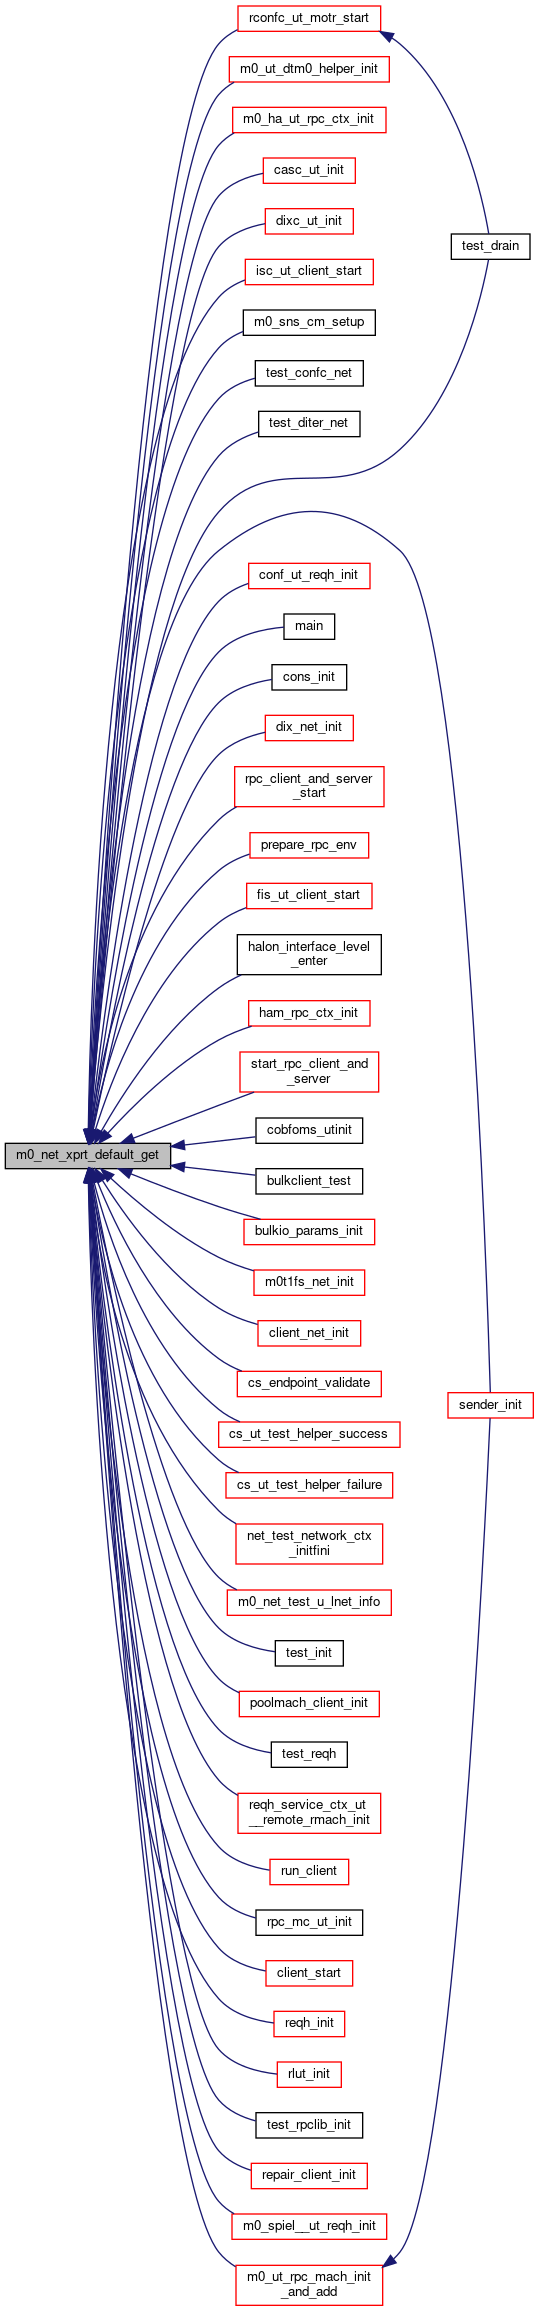 rconfc_ut_motr_start
m0_ut_dtm0_helper_init
m0_ha_ut_rpc_ctx_init
casc_ut_init
dixc_ut_init
test_drain
isc_ut_client_start
m0_sns_cm_setup
test_confc_net
test_diter_net
conf_ut_reqh_init
main
cons_init
dix_net_init
rpc_client_and_server
_start
prepare_rpc_env
fis_ut_client_start
halon_interface_level
_enter
ham_rpc_ctx_init
start_rpc_client_and
_server
cobfoms_utinit
m0_net_xprt_default_get
bulkclient_test
bulkio_params_init
m0t1fs_net_init
client_net_init
cs_endpoint_validate
sender_init
cs_ut_test_helper_success
cs_ut_test_helper_failure
net_test_network_ctx
_initfini
m0_net_test_u_lnet_info
test_init
poolmach_client_init
test_reqh
reqh_service_ctx_ut
__remote_rmach_init
run_client
rpc_mc_ut_init
client_start
reqh_init
rlut_init
test_rpclib_init
repair_client_init
m0_spiel__ut_reqh_init
m0_ut_rpc_mach_init
_and_add